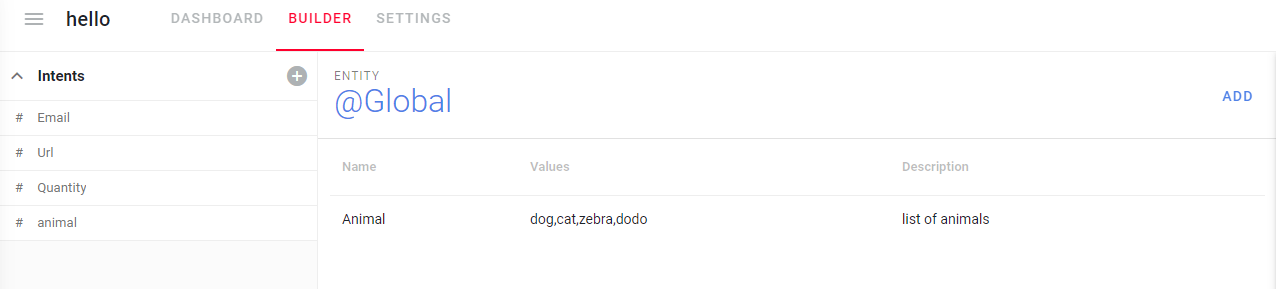 hello DASHBOARD BUILDER SETTINGS
Intents
# Email
# Url
# Quantity
# animal
ENTITY
@Global
ADD
Name Values Description
Animal dog,cat,zebra,dodo list of animals